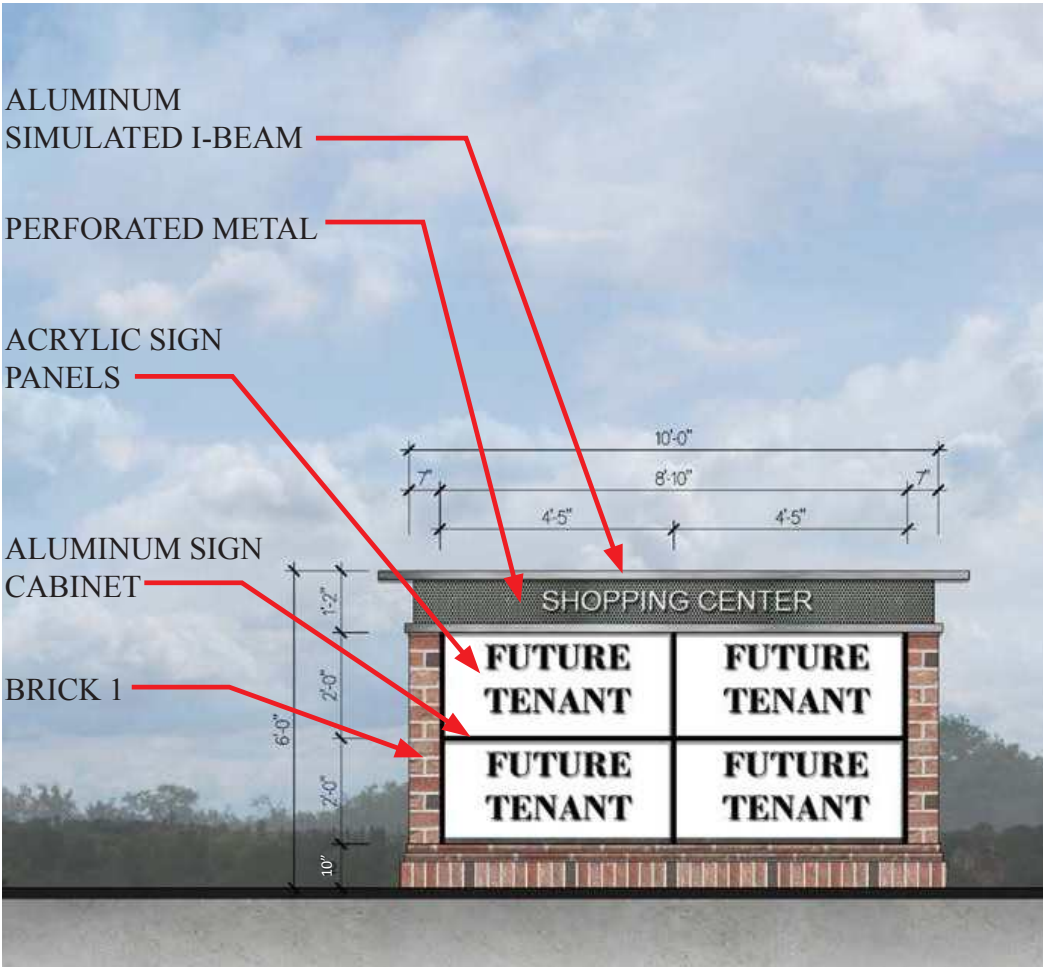 ALUMINUM
SIMULATED I-BEAM
PERFORATED METAL
ACRYLIC SIGN
PANELS
ALUMINUM SIGN
CABINET
BRICK 1
10'-0"
7"
8'-10"
7"
4'-5"
4'-5"
6'-0"
1'-2"
2'-0"
2'-0"
10"
SHOPPING CENTER
FUTURE
TENANT
FUTURE
TENANT
FUTURE
TENANT
FUTURE
TENANT